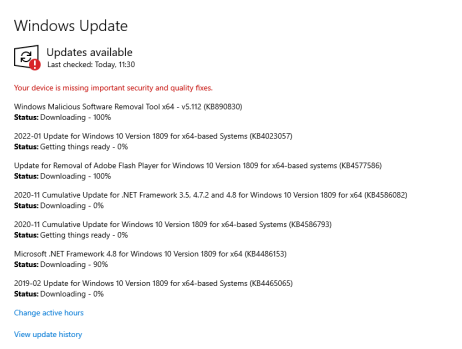 Windows Update
Updates available
Last checked: Today, 11:30
Your device is missing important security and quality fixes.
Windows Malicious Software Removal Tool x64 - v5.112 (KB890830)
Status: Downloading - 100%
2022-01 Update for Windows 10 Version 1809 for x64-based Systems (KB4023057)
Status: Getting things ready - 0%
Update for Removal of Adobe Flash Player for Windows 10 Version 1809 for x64-based systems (KB4577586)
Status: Downloading - 100%
2020-11 Cumulative Update for .NET Framework 3.5, 4.7.2 and 4.8 for Windows 10 Version 1809 for x64 (KB4586082)
Status: Downloading - 0%
2020-11 Cumulative Update for Windows 10 Version 1809 for x64-based Systems (KB4586793)
Status: Getting things ready - 0%
Microsoft .NET Framework 4.8 for Windows 10 Version 1809 for x64 (KB4486153)
Status: Downloading - 90%
2019-02 Update for Windows 10 Version 1809 for x64-based Systems (KB4465065)
Status: Downloading - 0%
Change active hours
View update history